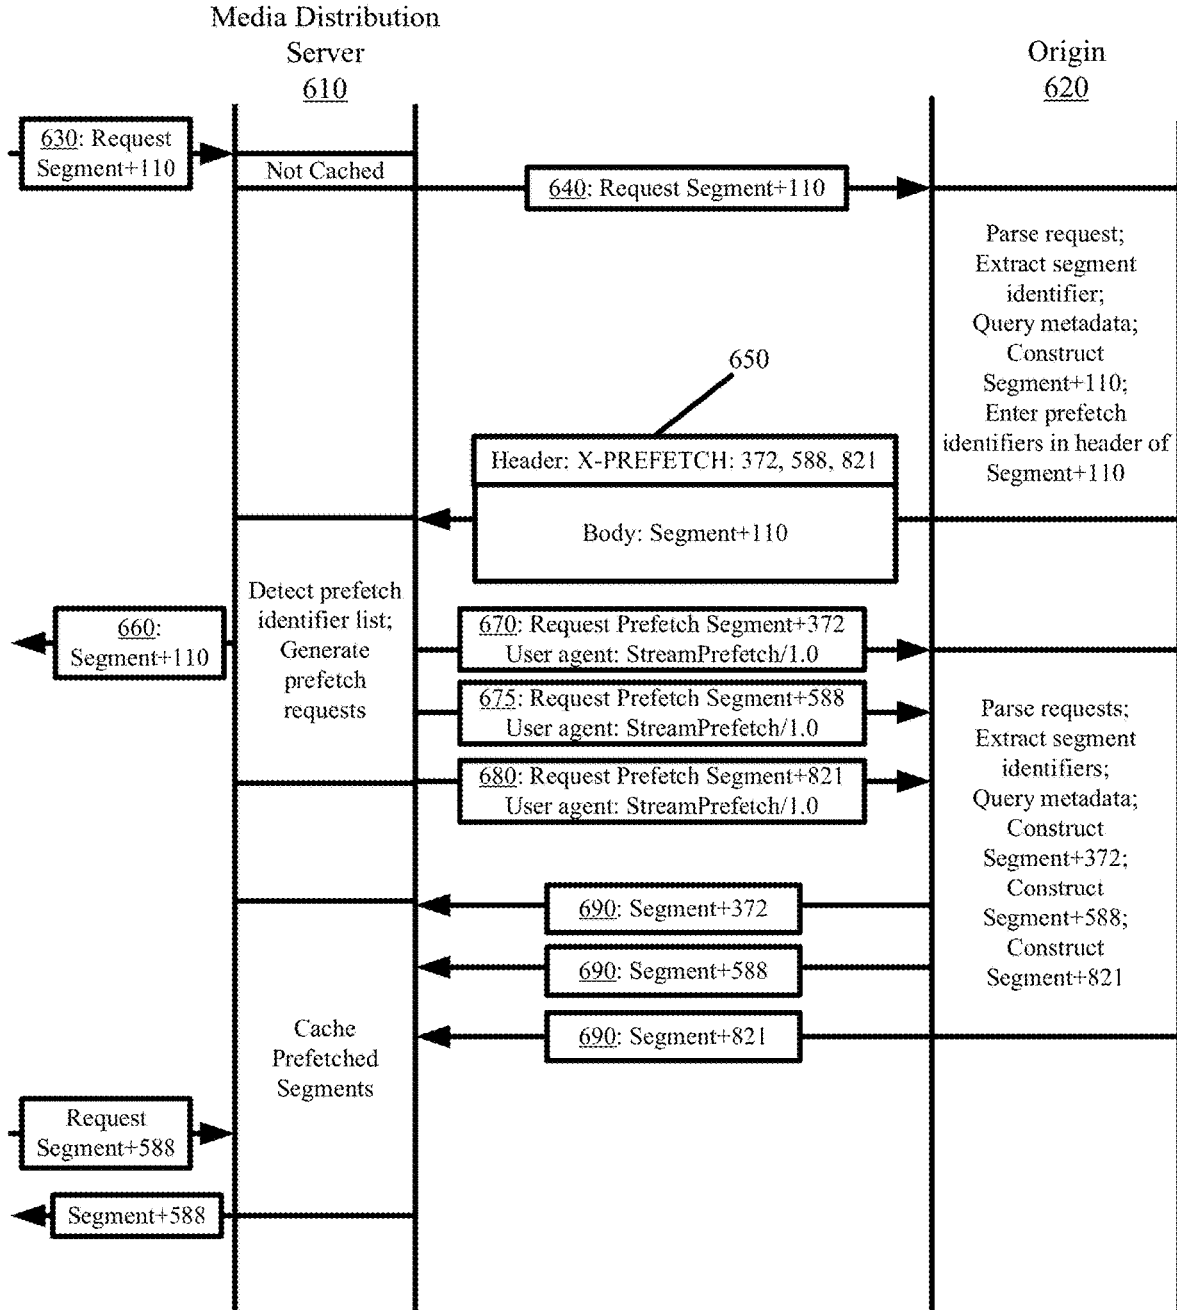 Media Distribution
Server
610
Origin
620
630: Request
Segment+110
Not Cached
640: Request Segment+110
Parse request;
Extract segment
identifier;
Query metadata;
Construct
Segment+110;
Enter prefetch
identifiers in header of
Segment+110
650
Header: X-PREFETCH: 372, 588, 821
Body: Segment+110
Detect prefetch
identifier list;
Generate
prefetch
requests
660:
Segment+110
670: Request Prefetch Segment+372
User agent: StreamPrefetch/1.0
675: Request Prefetch Segment+588
User agent: StreamPrefetch/1.0
680: Request Prefetch Segment+821
User agent: StreamPrefetch/1.0
Parse requests;
Extract segment
identifiers;
Query metadata;
Construct
Segment+372;
Construct
Segment+588;
Construct
Segment+821
690: Segment+372
690: Segment+588
690: Segment+821
Cache
Prefetched
Segments
Request
Segment+588
Segment+588